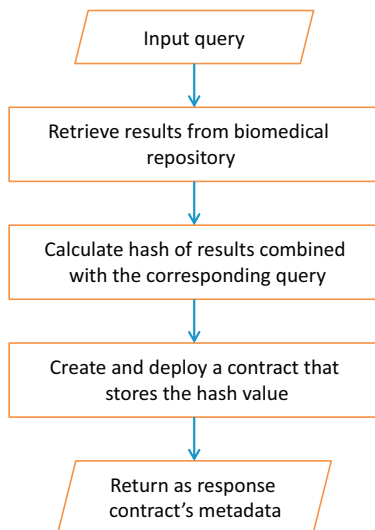 Input query
Retrieve results from biomedical
repository
Calculate hash of results combined
with the corresponding query
Create and deploy a contract that
stores the hash value
Return as response
contract's metadata